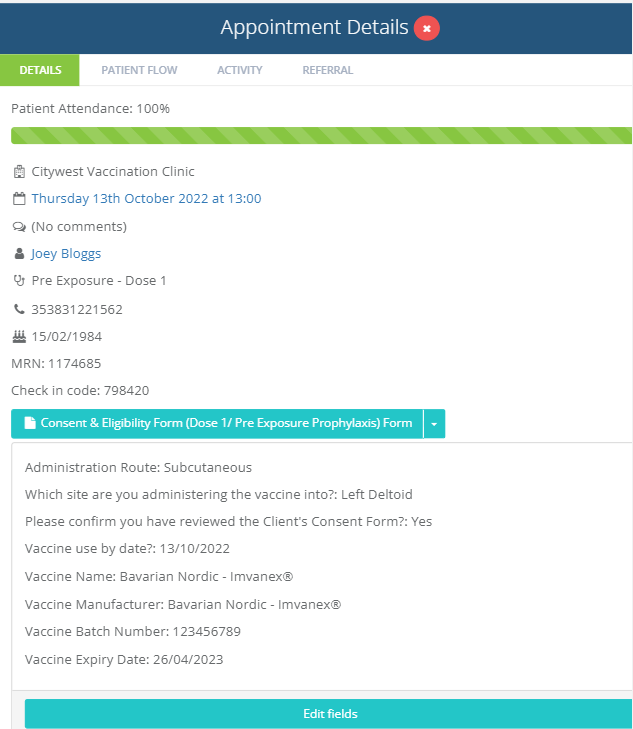 Appointment Details
DETAILS PATIENT FLOW ACTIVITY REFERRAL
Patient Attendance: 100%
Citywest Vaccination Clinic
Thursday 13th October 2022 at 13:00
(No comments)
Joey Bloggs
Pre Exposure - Dose 1
353831221562
15/02/1984
MRN: 1174685
Check in code: 798420
Consent & Eligibility Form (Dose 1/ Pre Exposure Prophylaxis) Form
Administration Route: Subcutaneous
Which site are you administering the vaccine into?: Left Deltoid
Please confirm you have reviewed the Client's Consent Form?: Yes
Vaccine use by date?: 13/10/2022
Vaccine Name: Bavarian Nordic - Imvanex®
Vaccine Manufacturer: Bavarian Nordic - Imvanex®
Vaccine Batch Number: 123456789
Vaccine Expiry Date: 26/04/2023
Edit fields